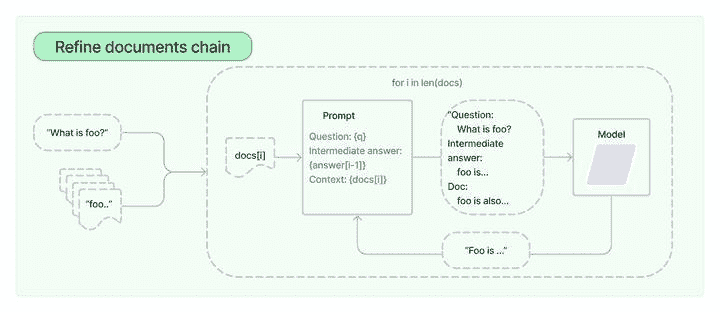 Refine documents chain
for i in len(docs)
"What is foo?"
"foo.."
docs[i]
Prompt
Question: {q}
Intermediate answer:
{answer[i-1]}
Context: {docs[i]}
"Question:
What is foo?
Intermediate
answer:
foo is...
Doc:
foo is also...
Model
"Foo is ..."